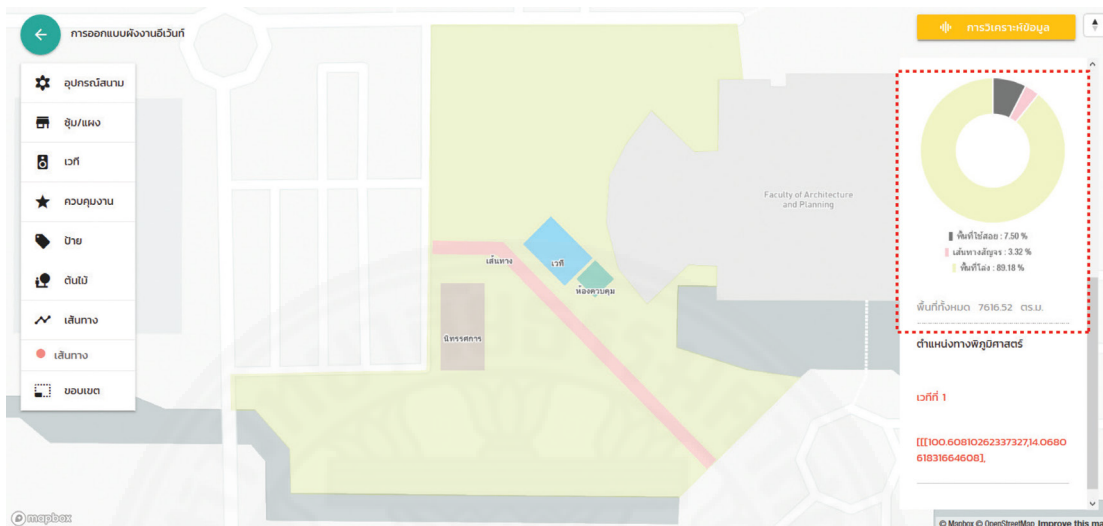 การออกแบบผังงานอีเว้นท์
อุปกรณ์สนาม
ซุ้ม/แผง
เวที
ควบคุมงาน
ป้าย
ต้นไม้
เส้นทาง
เส้นทาง
ขอบเขต
Faculty of Architecture
and Planning
เส้นทาง
เวที
ห้องควบคุม
นิทรรศการ
การวิเคราะห์ข้อมูล
พื้นที่ใช้สอย : 7.50 %
เส้นทางสัญจร : 3.32 %
พื้นที่โล่ง : 89.18 %
พื้นที่ทั้งหมด 7616.52 ตร.ม.
ตำแหน่งทางพิภูมิศาสตร์
เวทีที่ 1
[[[100.60810262337327,14.0680
61831664608],
mapbox
© Mapbox © OpenStreetMap Improve this ma